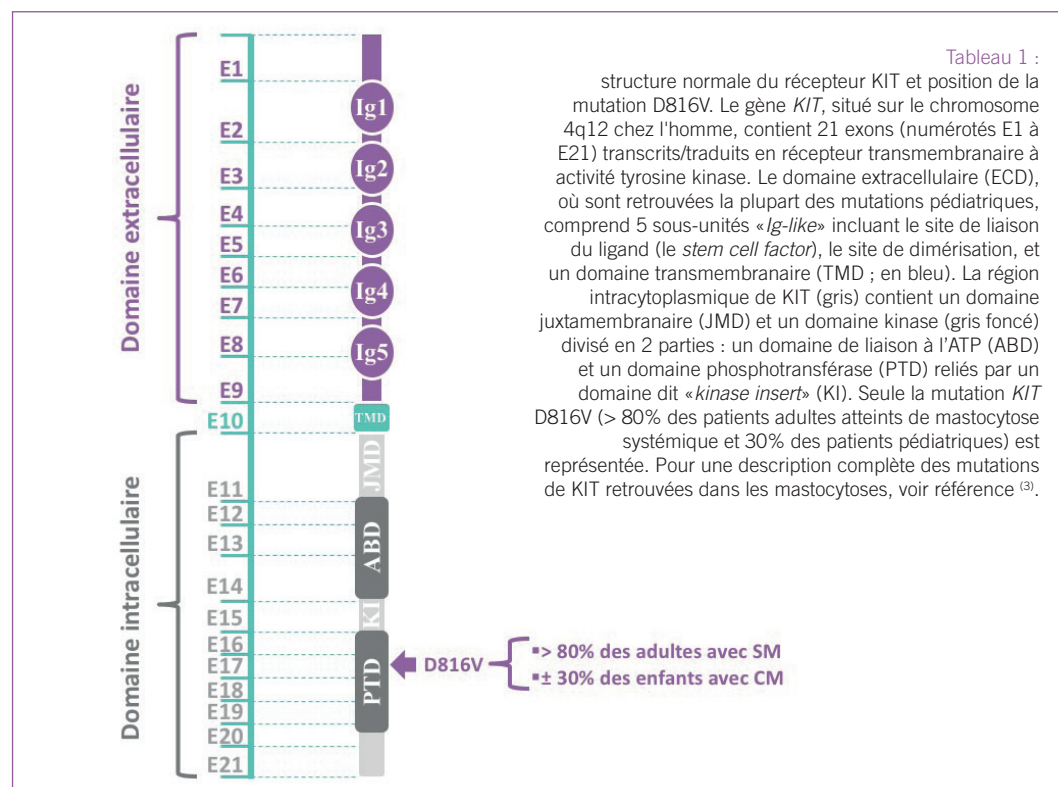 Tableau 1 :
structure normale du récepteur KIT et position de la
mutation D816V. Le gène KIT, situé sur le chromosome
4q12 chez l'homme, contient 21 exons (numérotés E1 à
E21) transcrits/traduits en récepteur transmembranaire à
activité tyrosine kinase. Le domaine extracellulaire (ECD),
où sont retrouvées la plupart des mutations pédiatriques,
comprend 5 sous-unités «Ig-like» incluant le site de liaison
du ligand (le stem cell factor), le site de dimérisation, et
un domaine transmembranaire (TMD ; en bleu). La région
intracytoplasmique de KIT (gris) contient un domaine
juxtamembranaire (JMD) et un domaine kinase (gris foncé)
divisé en 2 parties : un domaine de liaison à l'ATP (ABD)
et un domaine phosphotransférase (PTD) reliés par un
domaine dit «kinase insert» (KI). Seule la mutation KIT
D816V (> 80% des patients adultes atteints de mastocytose
systémique et 30% des patients pédiatriques) est
représentée. Pour une description complète des mutations
de KIT retrouvées dans les mastocytoses, voir référence (3).
Domaine extracellulaire
E1
E2
E3
E4
E5
E6
E7
E8
E9
E10
Domaine intracellulaire
E11
E12
E13
E14
E15
E16
E17
E18
E19
E20
E21
Ig1
Ig2
Ig3
Ig4
Ig5
TMD
JMD
ABD
KI
PTD
D816V
▪> 80% des adultes avec SM
▪± 30% des enfants avec CM